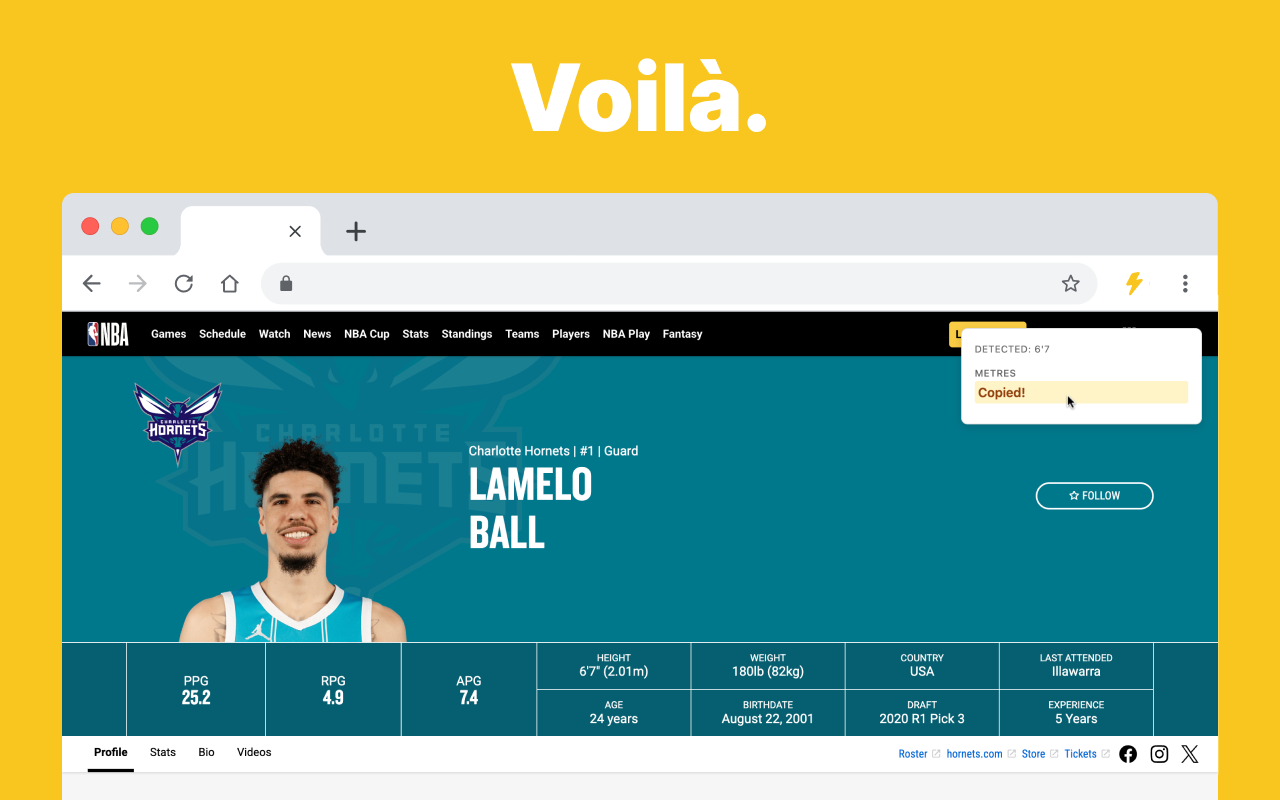 Voilà.
NBA Games Schedule Watch News NBA Cup Stats Standings Teams Players NBA Play Fantasy
DETECTED: 6'7
METRES
Copied!
CHARLOTTE
HORNETS
CHARLOTTE
HORNETS
Charlotte Hornets | #1 | Guard
LAMELO
BALL
FOLLOW
PPG
25.2
RPG
4.9
APG
7.4
HEIGHT
6'7" (2.01m)
WEIGHT
180lb (82kg)
COUNTRY
USA
LAST ATTENDED
Illawarra
AGE
24 years
BIRTHDATE
August 22, 2001
DRAFT
2020 R1 Pick 3
EXPERIENCE
5 Years
Profile Stats Bio Videos Roster hornets.com Store Tickets